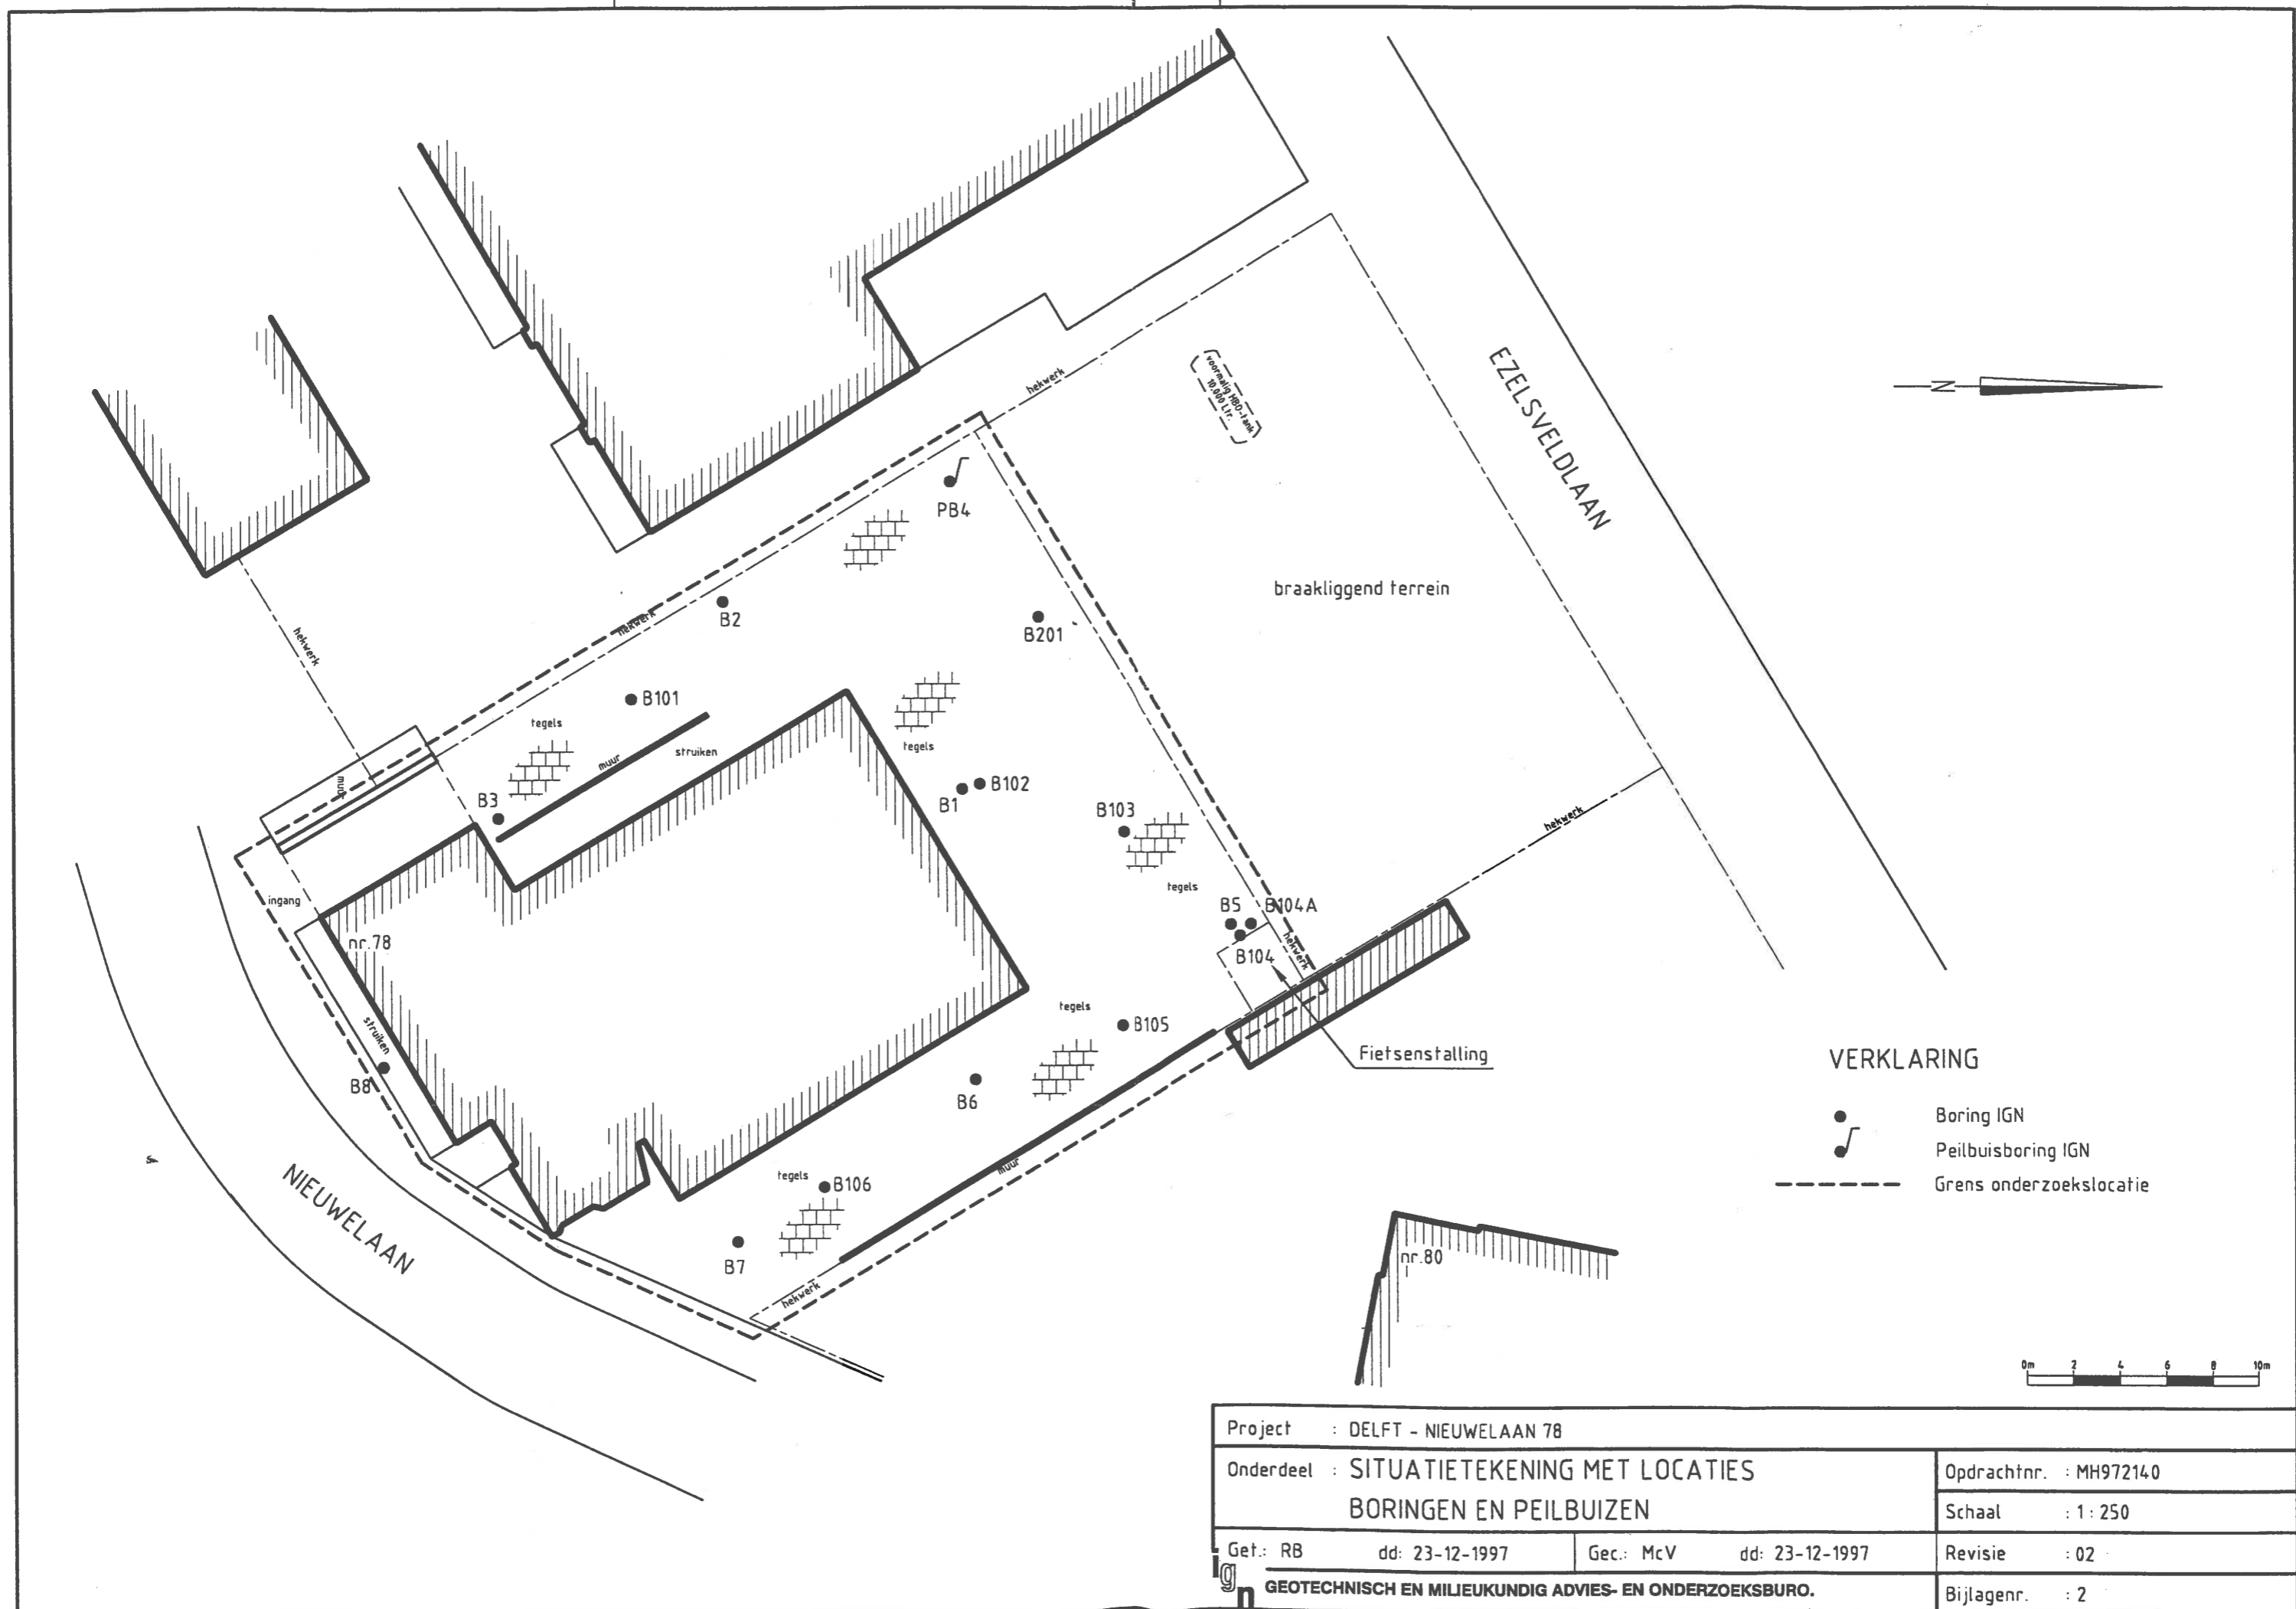 EZELSVELDLAAN
voormalig HBO-tank
10.000 Ltr.
hekwerk
N
PB4
braakliggend terrein
B2
B201
hekwerk
hekwerk
B101
tegels
struiken
muur
tegels
muur
B3
B1
B102
B103
hekwerk
tegels
ingang
B5
B104A
nr.78
B104
hekwerk
struiken
tegels
B105
Fietsenstalling
B8
B6
muur
tegels
B106
NIEUWELAAN
B7
hekwerk
nr.80
VERKLARING
Boring IGN
Peilbuisboring IGN
Grens onderzoekslocatie
0m 2 4 6 8 10m
Project : DELFT - NIEUWELAAN 78
Onderdeel : SITUATIETEKENING MET LOCATIES
BORINGEN EN PEILBUIZEN
Opdrachtnr. : MH972140
Schaal : 1 : 250
Get.: RB dd: 23-12-1997 Gec.: McV dd: 23-12-1997
Revisie : 02
ign GEOTECHNISCH EN MILIEUKUNDIG ADVIES- EN ONDERZOEKSBURO.
Bijlagenr. : 2